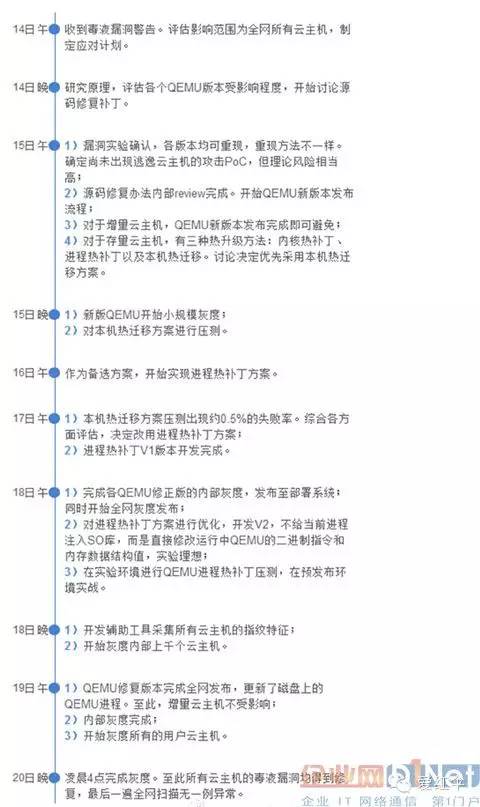 14日午
收到毒液漏洞警告。评估影响范围为全网所有云主机，制
定应对计划。
14日晚
研究原理，评估各个QEMU版本受影响程度，开始讨论源
码修复补丁。
15日午
1）漏洞实验确认，各版本均可重现，重现方法不一样。
确定尚未出现逃逸云主机的攻击PoC，但理论风险相当
高；
2）源码修复办法内部review完成。开始QEMU新版本发布
流程；
3）对于增量云主机，QEMU新版本发布完成即可避免；
4）对于存量云主机，有三种热升级方法：内核热补丁、
进程热补丁以及本机热迁移。讨论决定优先采用本机热迁
移方案。
15日晚
1）新版QEMU开始小规模灰度；
2）对本机热迁移方案进行压测。
16日午
作为备选方案，开始实现进程热补丁方案。
17日午
1）本机热迁移方案压测出现约0.5%的失败率。综合各方
面评估，决定改用进程热补丁方案；
2）进程热补丁V1版本开发完成。
18日午
1）完成各QEMU修正版的内部灰度，发布至部署系统；
同时开始全网灰度发布；
2）对进程热补丁方案进行优化，开发V2，不给当前进程
注入SO库，而是直接修改运行中QEMU的二进制指令和
内存数据结构值，实验理想；
3）在实验环境进行QEMU进程热补丁压测，在预发布环
境实战。
18日晚
1）开发辅助工具采集所有云主机的指纹特征；
2）开始灰度内部上千个云主机。
19日午
1）QEMU修复版本完成全网发布，更新了磁盘上的
QEMU进程。至此，增量云主机不受影响；
2）内部灰度完成；
3）开始灰度所有的用户云主机。
20日晚
凌晨4点完成灰度。至此所有云主机的毒液漏洞均得到修
复，最后一遍全网扫描无一例异常。
企业网D1Net
企业 IT 网络通信 第1门户